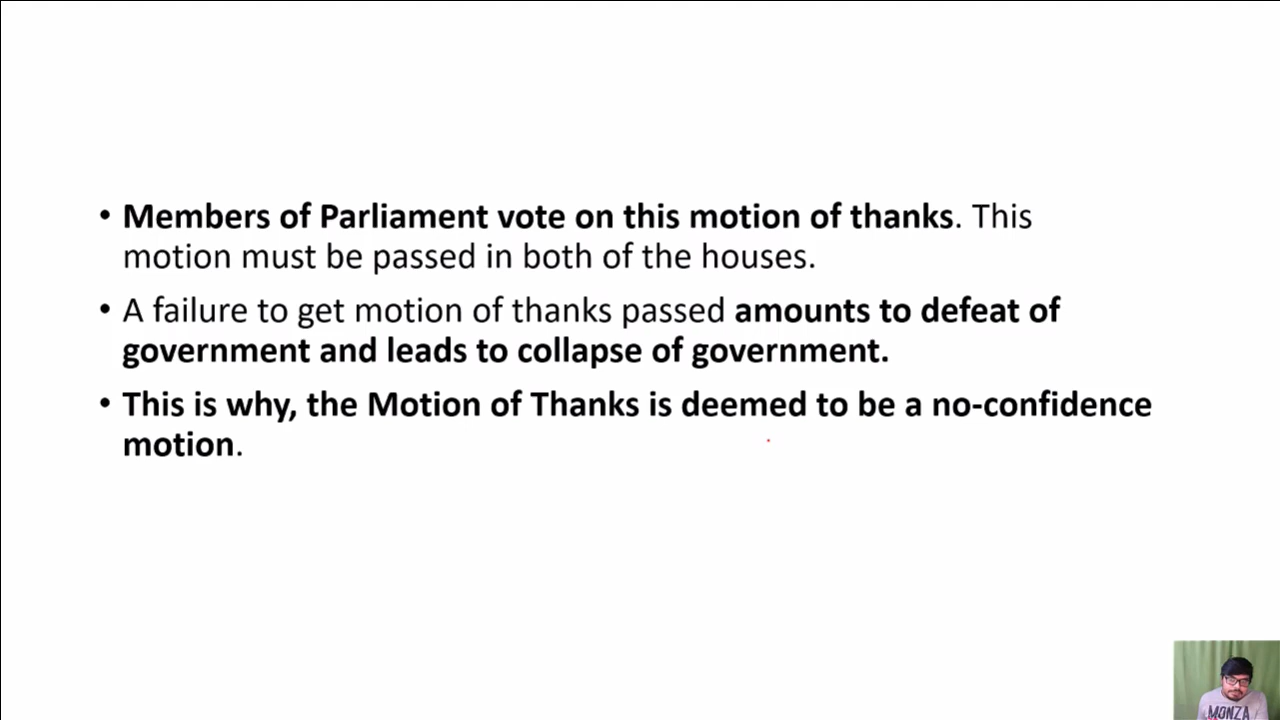 • Members of Parliament vote on this motion of thanks. This
motion must be passed in both of the houses.
• A failure to get motion of thanks passed amounts to defeat of
government and leads to collapse of government.
• This is why, the Motion of Thanks is deemed to be a no-confidence
motion.
MONZA